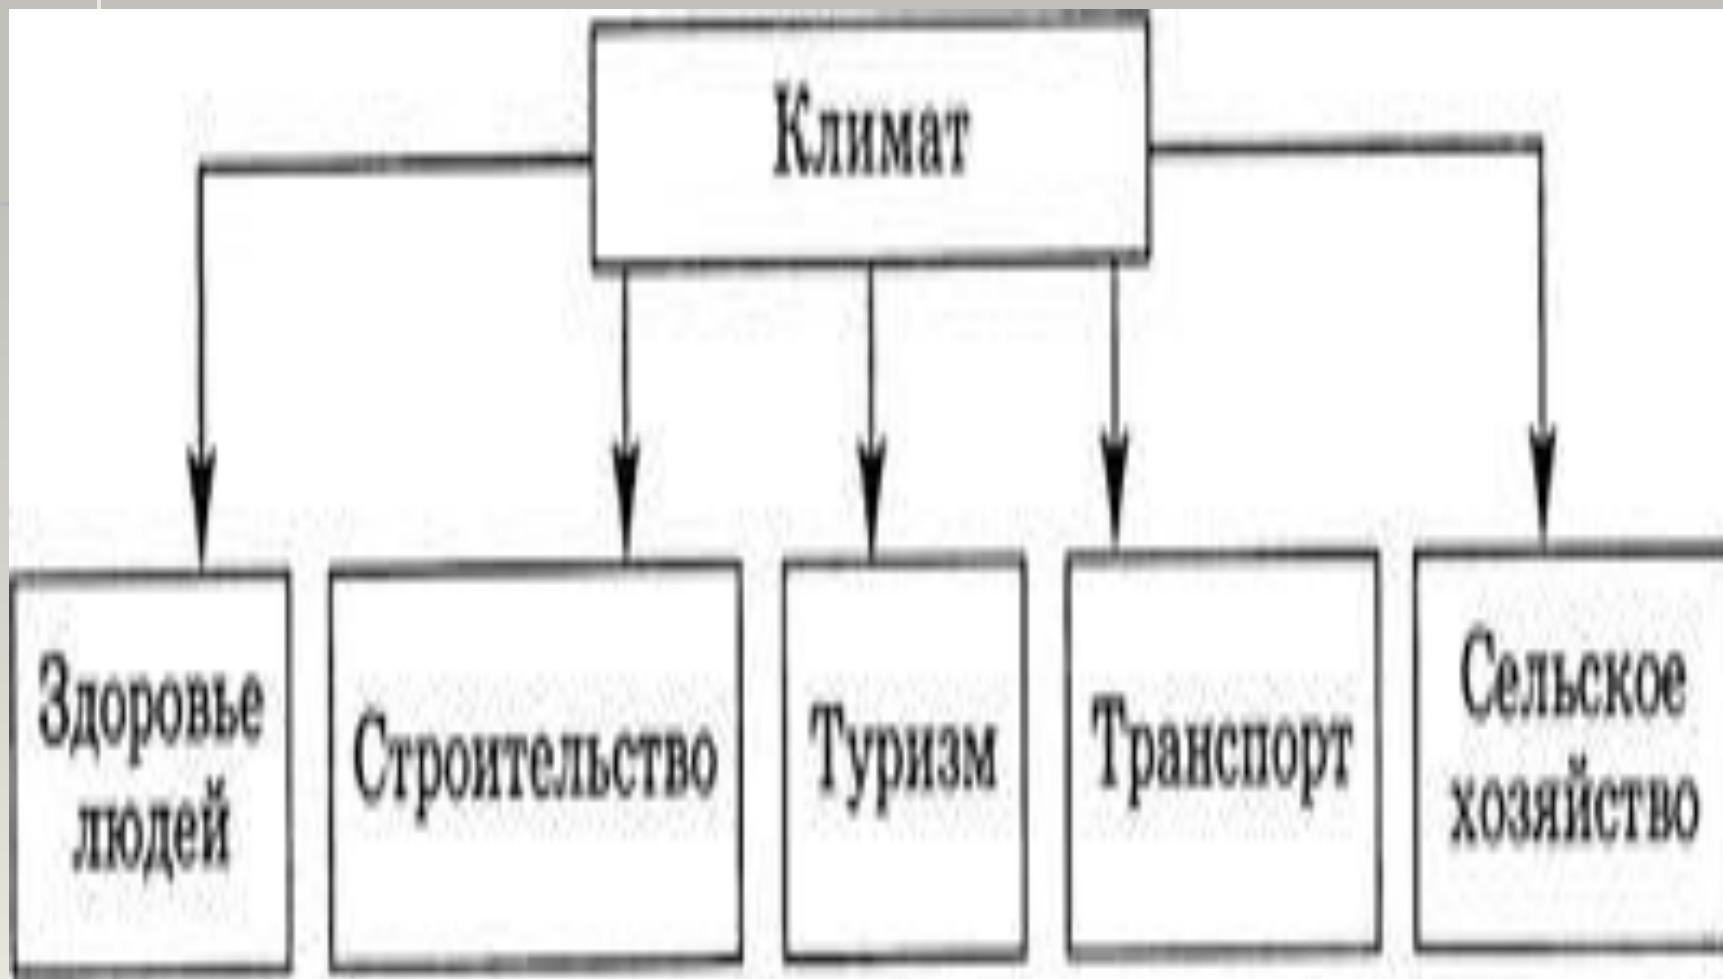 Климат
Здоровье
людей
Строительство
Туризм
Транспорт
Сельское
хозяйство